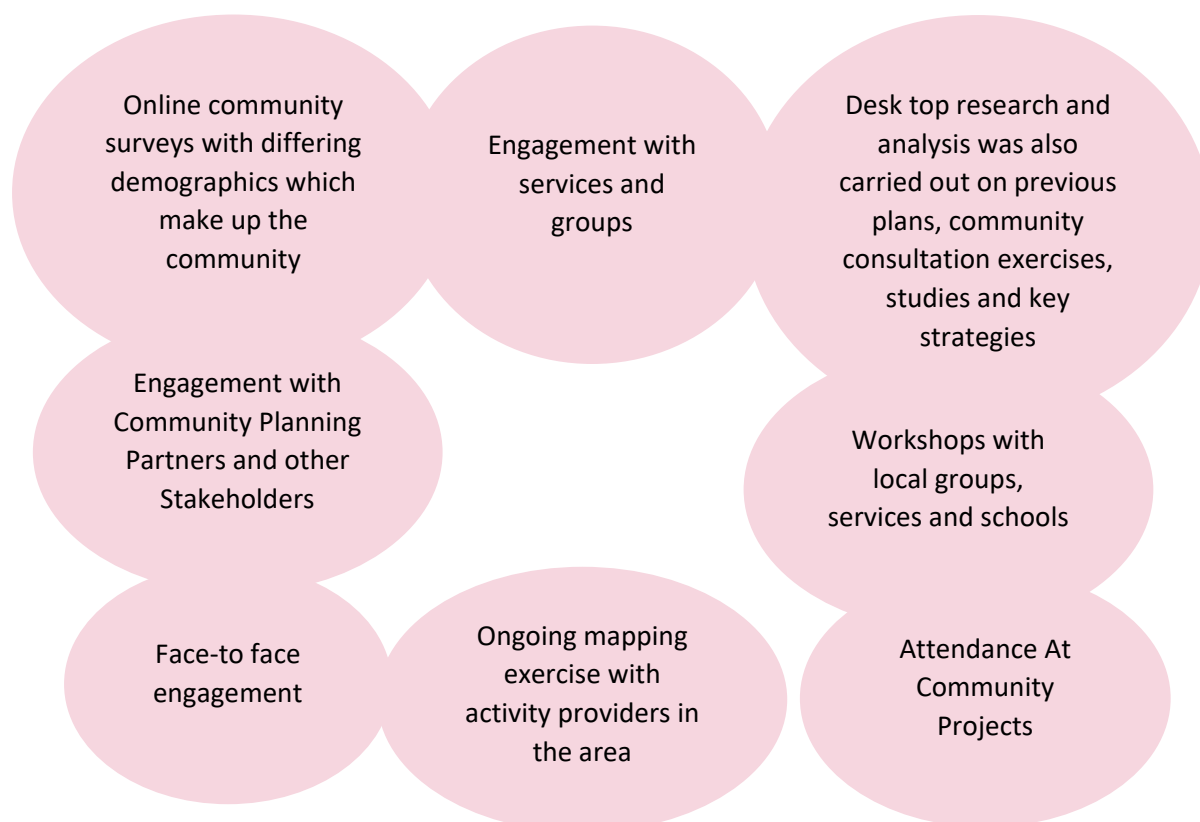 Online community
surveys with differing
demographics which
make up the
community
Engagement with
services and
groups
Desk top research and
analysis was also
carried out on previous
plans, community
consultation exercises,
studies and key
strategies
Engagement with
Community Planning
Partners and other
Stakeholders
Workshops with
local groups,
services and schools
Face-to face
engagement
Ongoing mapping
exercise with
activity providers in
the area
Attendance At
Community
Projects